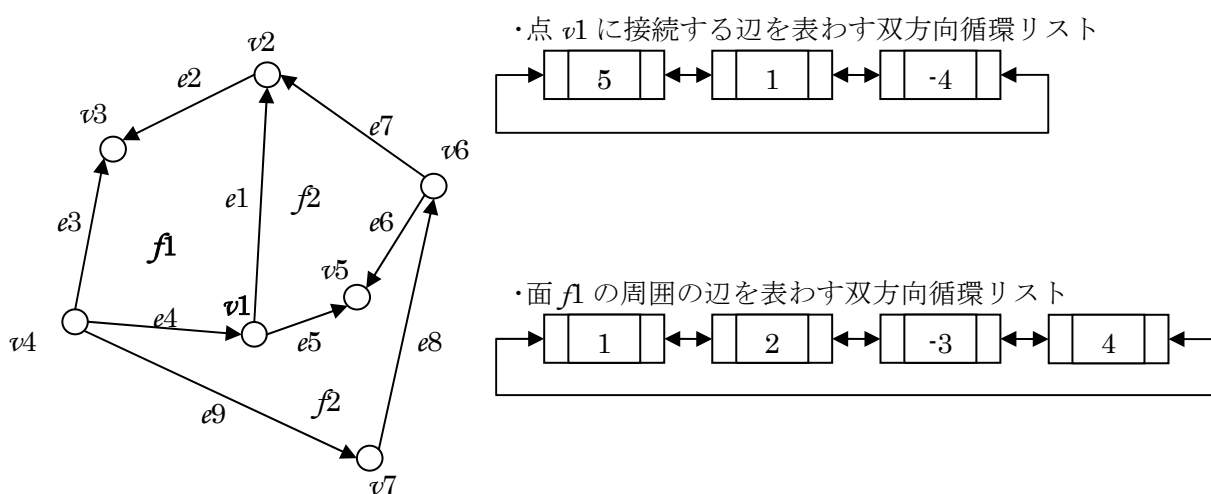 ・点 v1 に接続する辺を表わす双方向循環リスト
5 1 -4
v2
e2
v3
e7
v6
e1 f2
e3
e6
f1
v5
v1
e4
e5
v4
e8
e9
f2
v7
・面 f1 の周囲の辺を表わす双方向循環リスト
1 2 -3 4